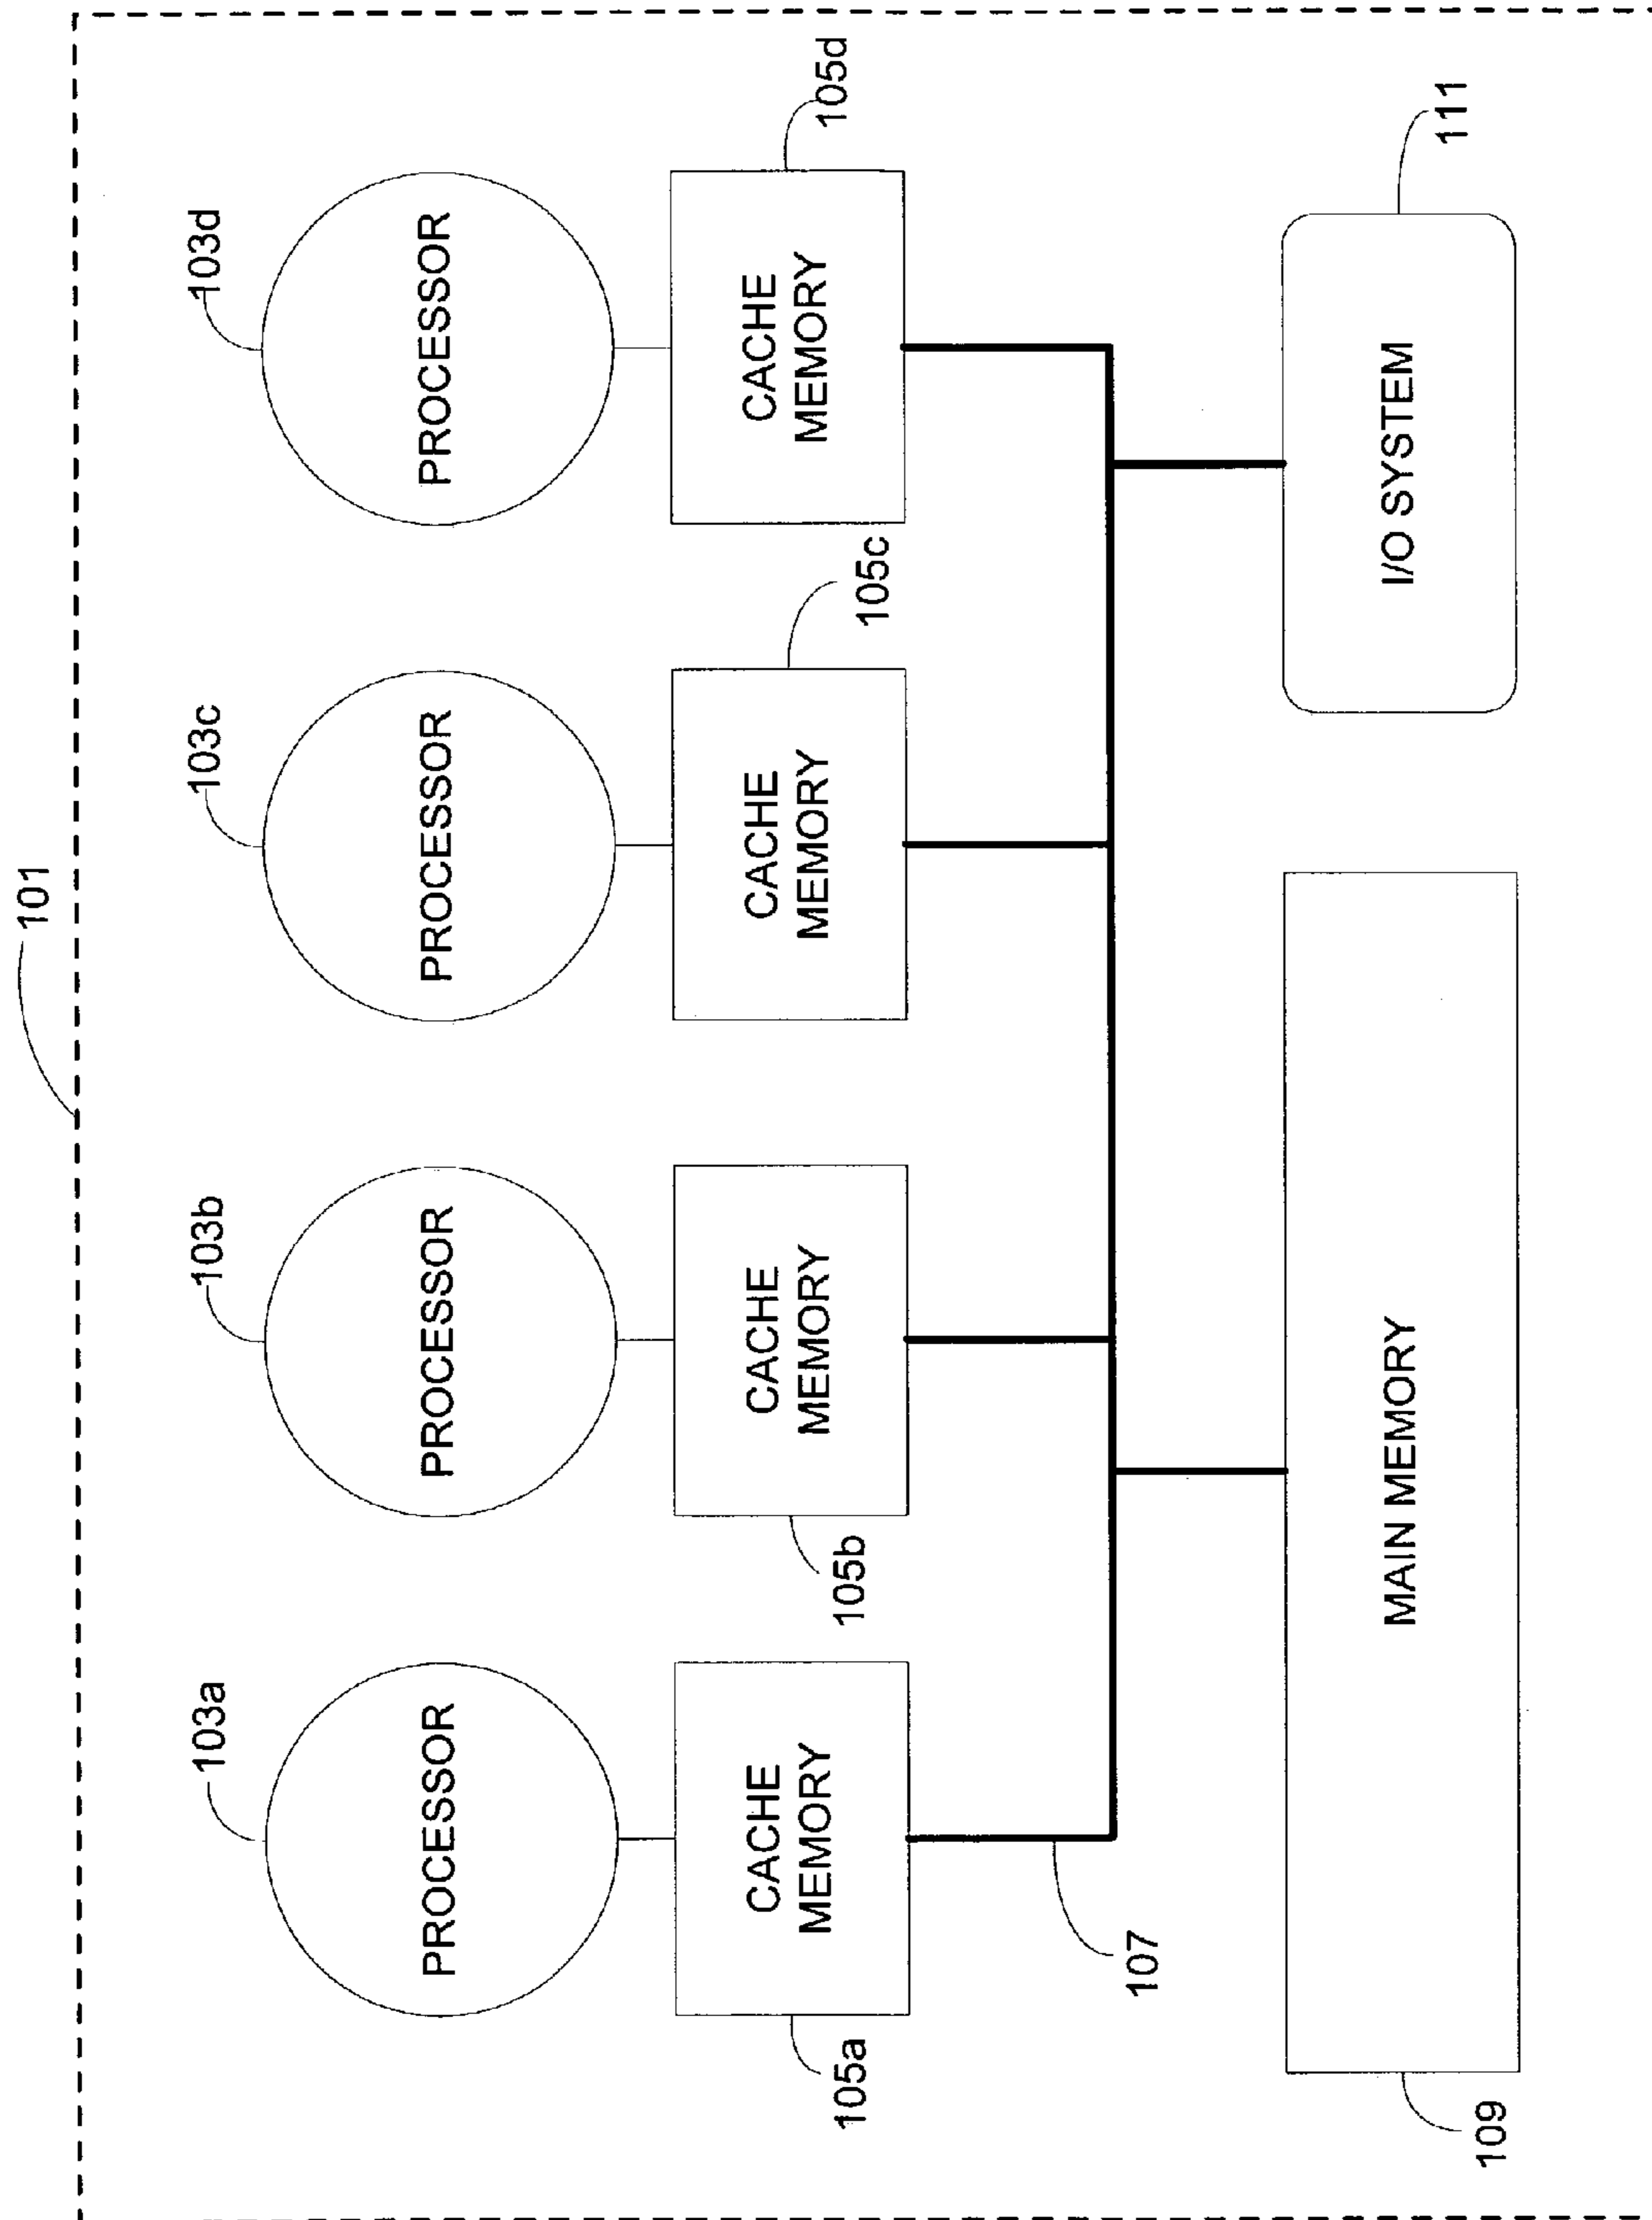 101
103a
103b
103c
103d
PROCESSOR
PROCESSOR
PROCESSOR
PROCESSOR
CACHE
MEMORY
CACHE
MEMORY
CACHE
MEMORY
CACHE
MEMORY
105a
105b
105c
105d
107
MAIN MEMORY
I/O SYSTEM
109
111